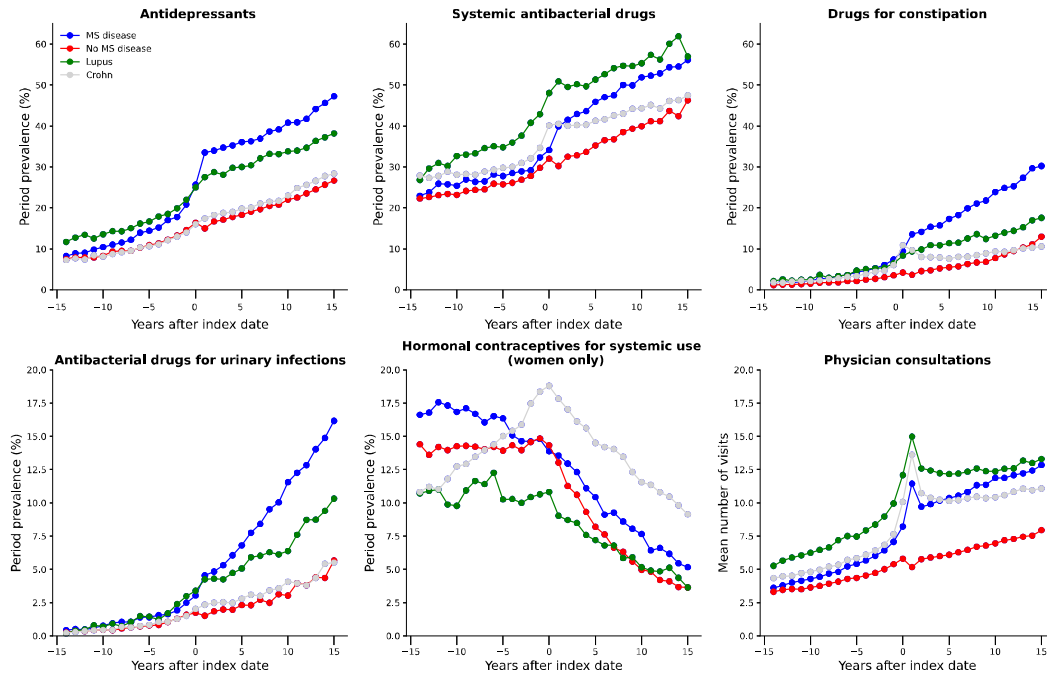 Antidepressants
Period prevalence (%)
60
50
40
30
20
10
0
MS disease
No MS disease
Lupus
Crohn
−15 −10 −5 0 5 10 15
Years after index date
Systemic antibacterial drugs
Period prevalence (%)
60
50
40
30
20
10
0
−15 −10 −5 0 5 10 15
Years after index date
Drugs for constipation
Period prevalence (%)
60
50
40
30
20
10
0
−15 −10 −5 0 5 10 15
Years after index date
Antibacterial drugs for urinary infections
Period prevalence (%)
20.0
17.5
15.0
12.5
10.0
7.5
5.0
2.5
0.0
−15 −10 −5 0 5 10 15
Years after index date
Hormonal contraceptives for systemic use
(women only)
Period prevalence (%)
20.0
17.5
15.0
12.5
10.0
7.5
5.0
2.5
0.0
−15 −10 −5 0 5 10 15
Years after index date
Physician consultations
Mean number of visits
20.0
17.5
15.0
12.5
10.0
7.5
5.0
2.5
0.0
−15 −10 −5 0 5 10 15
Years after index date